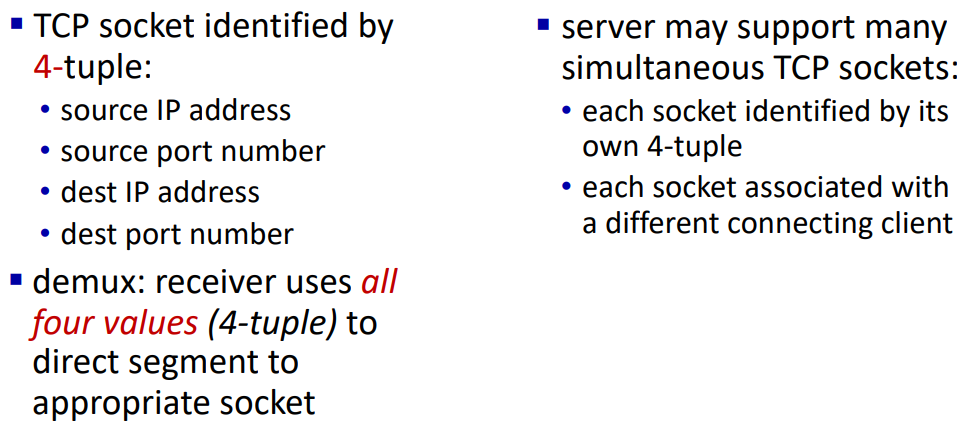 ▪ TCP socket identified by
4-tuple:
• source IP address
• source port number
• dest IP address
• dest port number
▪ demux: receiver uses all
four values (4-tuple) to
direct segment to
appropriate socket
▪ server may support many
simultaneous TCP sockets:
• each socket identified by its
own 4-tuple
• each socket associated with
a different connecting client